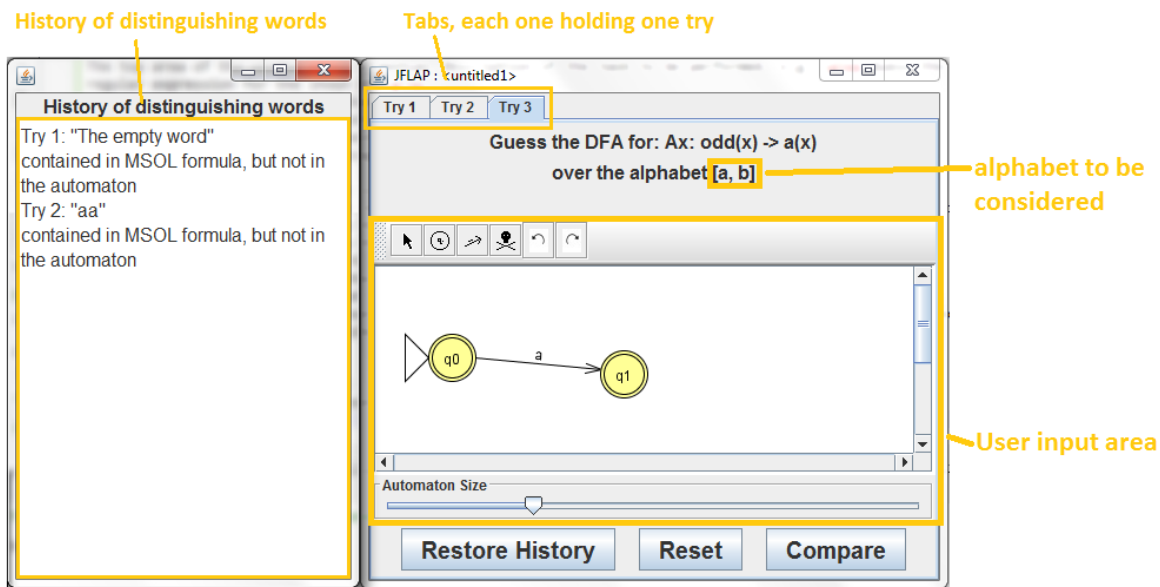 History of distinguishing words
Tabs, each one holding one try
JFLAP : <untitled1>
History of distinguishing words
Try 1: "The empty word"
contained in MSOL formula, but not in
the automaton
Try 2: "aa"
contained in MSOL formula, but not in
the automaton
Try 1 Try 2 Try 3
Guess the DFA for: Ax: odd(x) -> a(x)
over the alphabet [a, b]
alphabet to be
considered
q0
a
q1
User input area
Automaton Size
Restore History Reset Compare